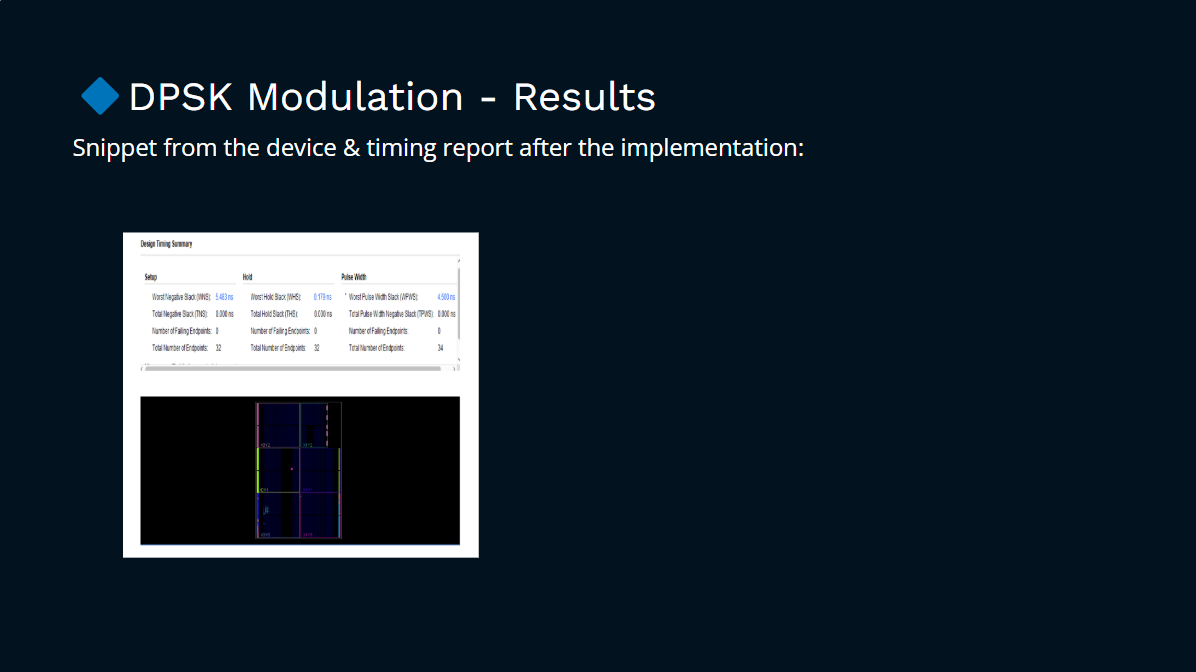 DPSK Modulation - Results
Snippet from the device & timing report after the implementation:
Design Timing Summary
Setup Hold Pulse Width
Worst Negative Slack (WNS): 5.483 ns Worst Hold Slack (WHS): 0.179 ns Worst Pulse Width Slack (WPWS): 4.500 ns
Total Negative Slack (TNS): 0.000 ns Total Hold Slack (THS): 0.000 ns Total Pulse Width Negative Slack (TPWS): 0.000 ns
Number of Failing Endpoints: 0 Number of Failing Endpoints: 0 Number of Failing Endpoints: 0
Total Number of Endpoints: 32 Total Number of Endpoints: 32 Total Number of Endpoints: 34